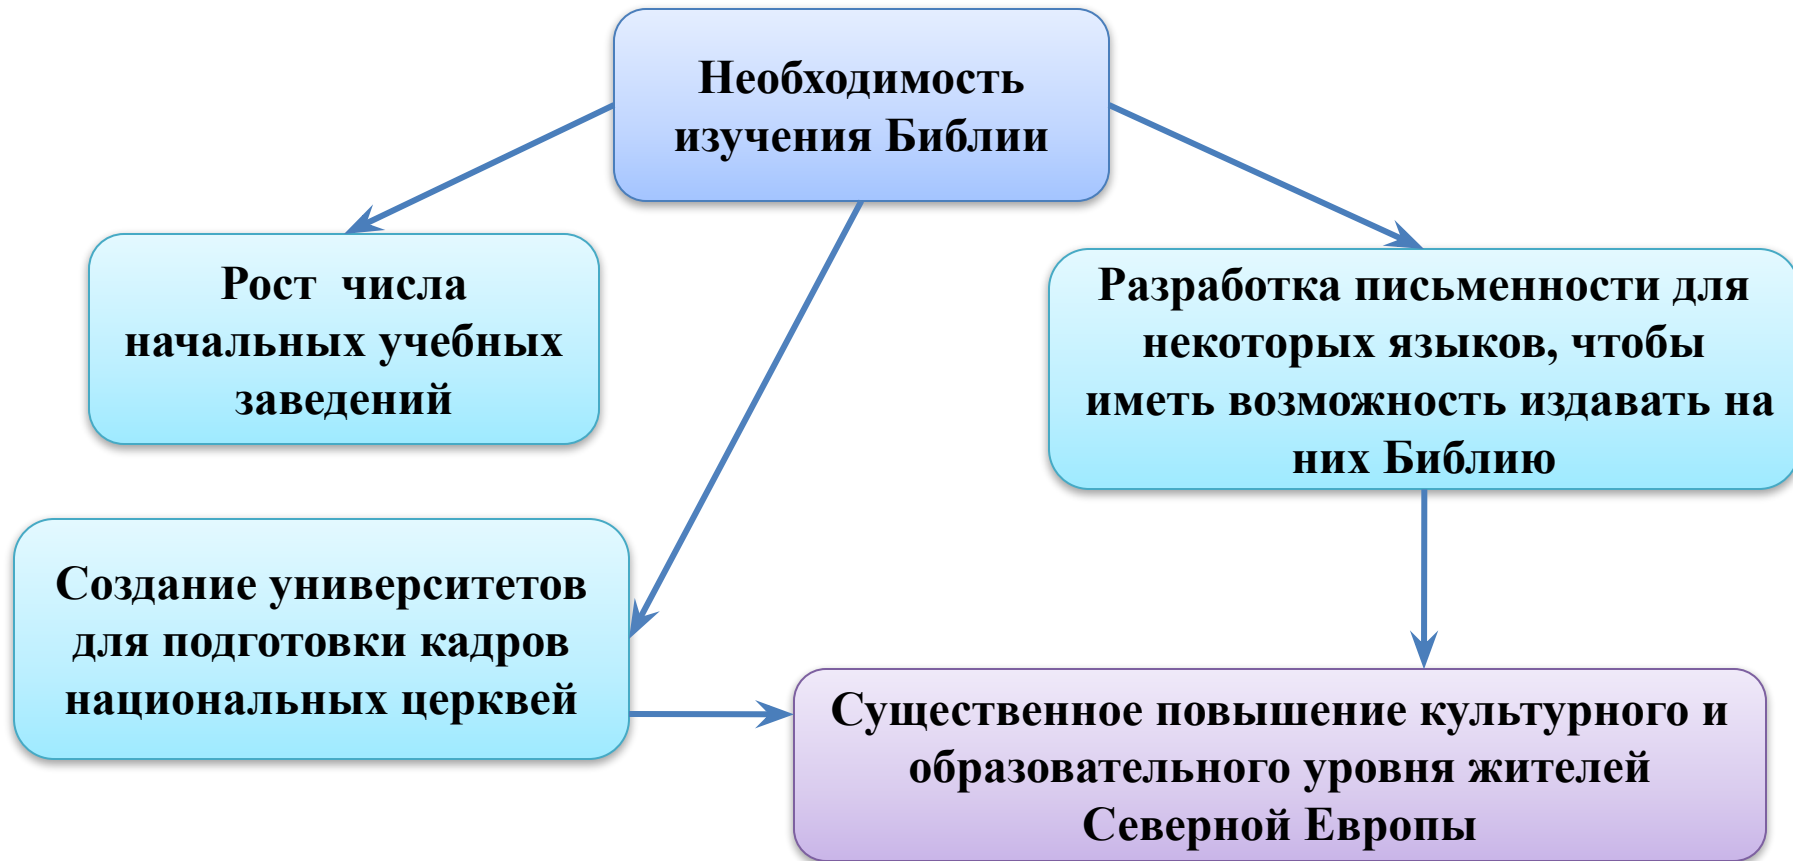 Необходимость
изучения Библии
Рост числа
начальных учебных
заведений
Разработка письменности для
некоторых языков, чтобы
иметь возможность издавать на
них Библию
Создание университетов
для подготовки кадров
национальных церквей
Существенное повышение культурного и
образовательного уровня жителей
Северной Европы